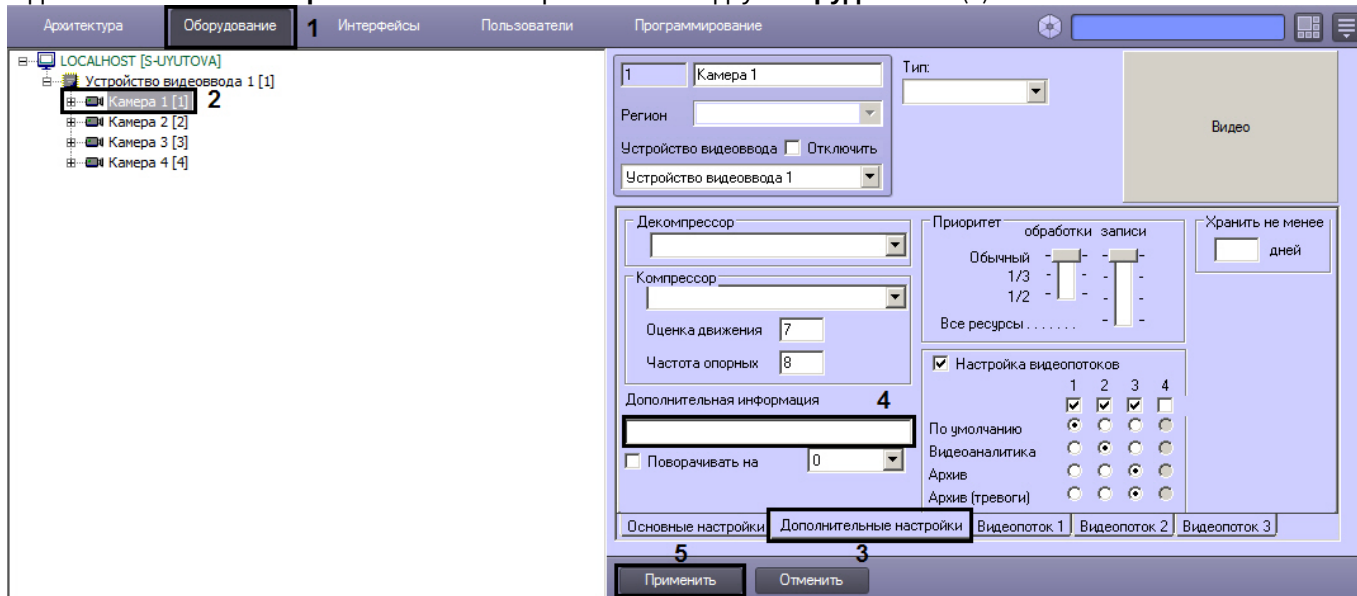 Архитектура Оборудование 1 Интерфейсы Пользователи Программирование
LOCALHOST [S-UYUTOVA]
Устройство видеоввода 1 [1]
Камера 1 [1] 2
Камера 2 [2]
Камера 3 [3]
Камера 4 [4]
1 Камера 1
Регион
Устройство видеоввода Отключить
Устройство видеоввода 1
Тип:
Видео
Декомпрессор
Компрессор
Оценка движения 7
Частота опорных 8
Дополнительная информация 4
Поворачивать на 0
Приоритет
обработки записи
Обычный
1/3
1/2
Все ресурсы . . . . . . .
Хранить не менее
дней
Настройка видеопотоков
1 2 3 4
По умолчанию
Видеоаналитика
Архив
Архив (тревоги)
Основные настройки Дополнительные настройки Видеопоток 1 Видеопоток 2 Видеопоток 3
5 3
Применить Отменить